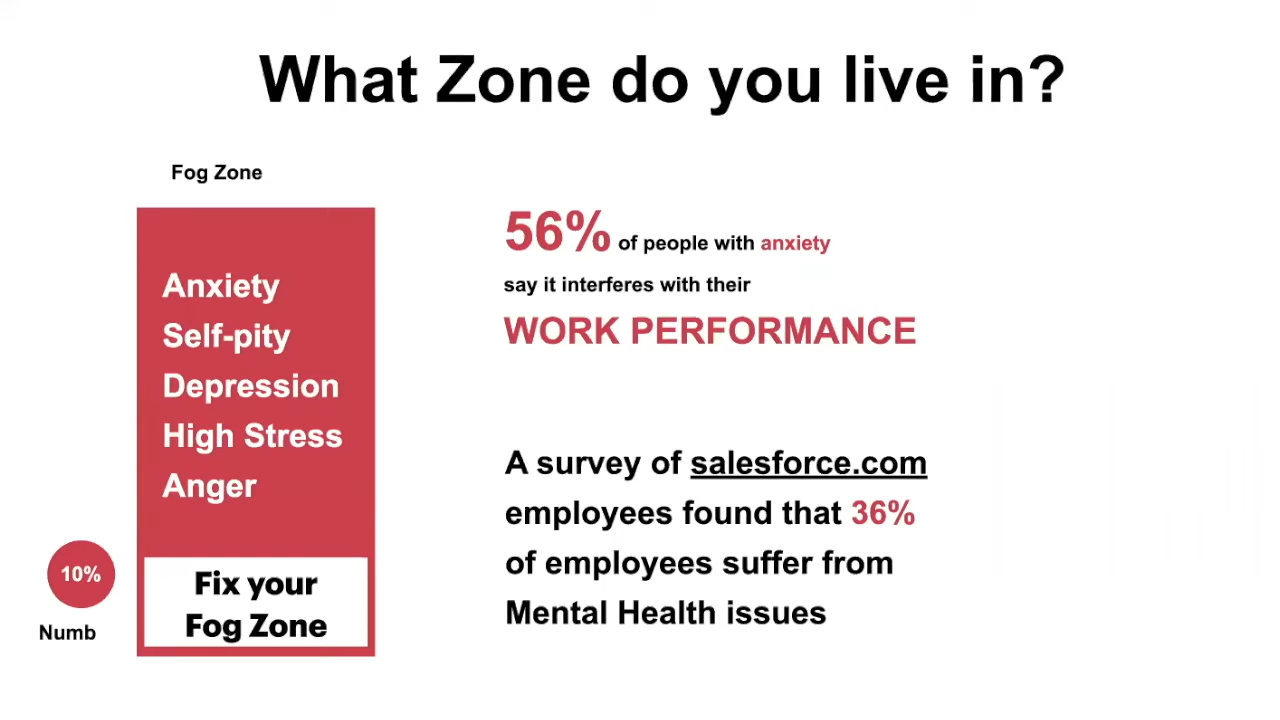 What Zone do you live in?
Fog Zone
Anxiety
Self-pity
Depression
High Stress
Anger
Fix your
Fog Zone
10%
Numb
56% of people with anxiety
say it interferes with their
WORK PERFORMANCE
A survey of salesforce.com
employees found that 36%
of employees suffer from
Mental Health issues